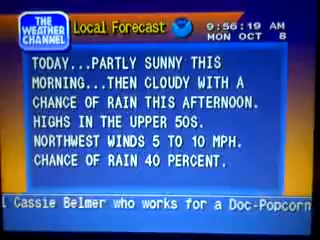 THE WEATHER CHANNEL
Local Forecast
9:56:19 AM
MON OCT 8
TODAY...PARTLY SUNNY THIS
MORNING...THEN CLOUDY WITH A
CHANCE OF RAIN THIS AFTERNOON.
HIGHS IN THE UPPER 50S.
NORTHWEST WINDS 5 TO 10 MPH.
CHANCE OF RAIN 40 PERCENT.
l Cassie Belmer who works for a Doc-Popcorn